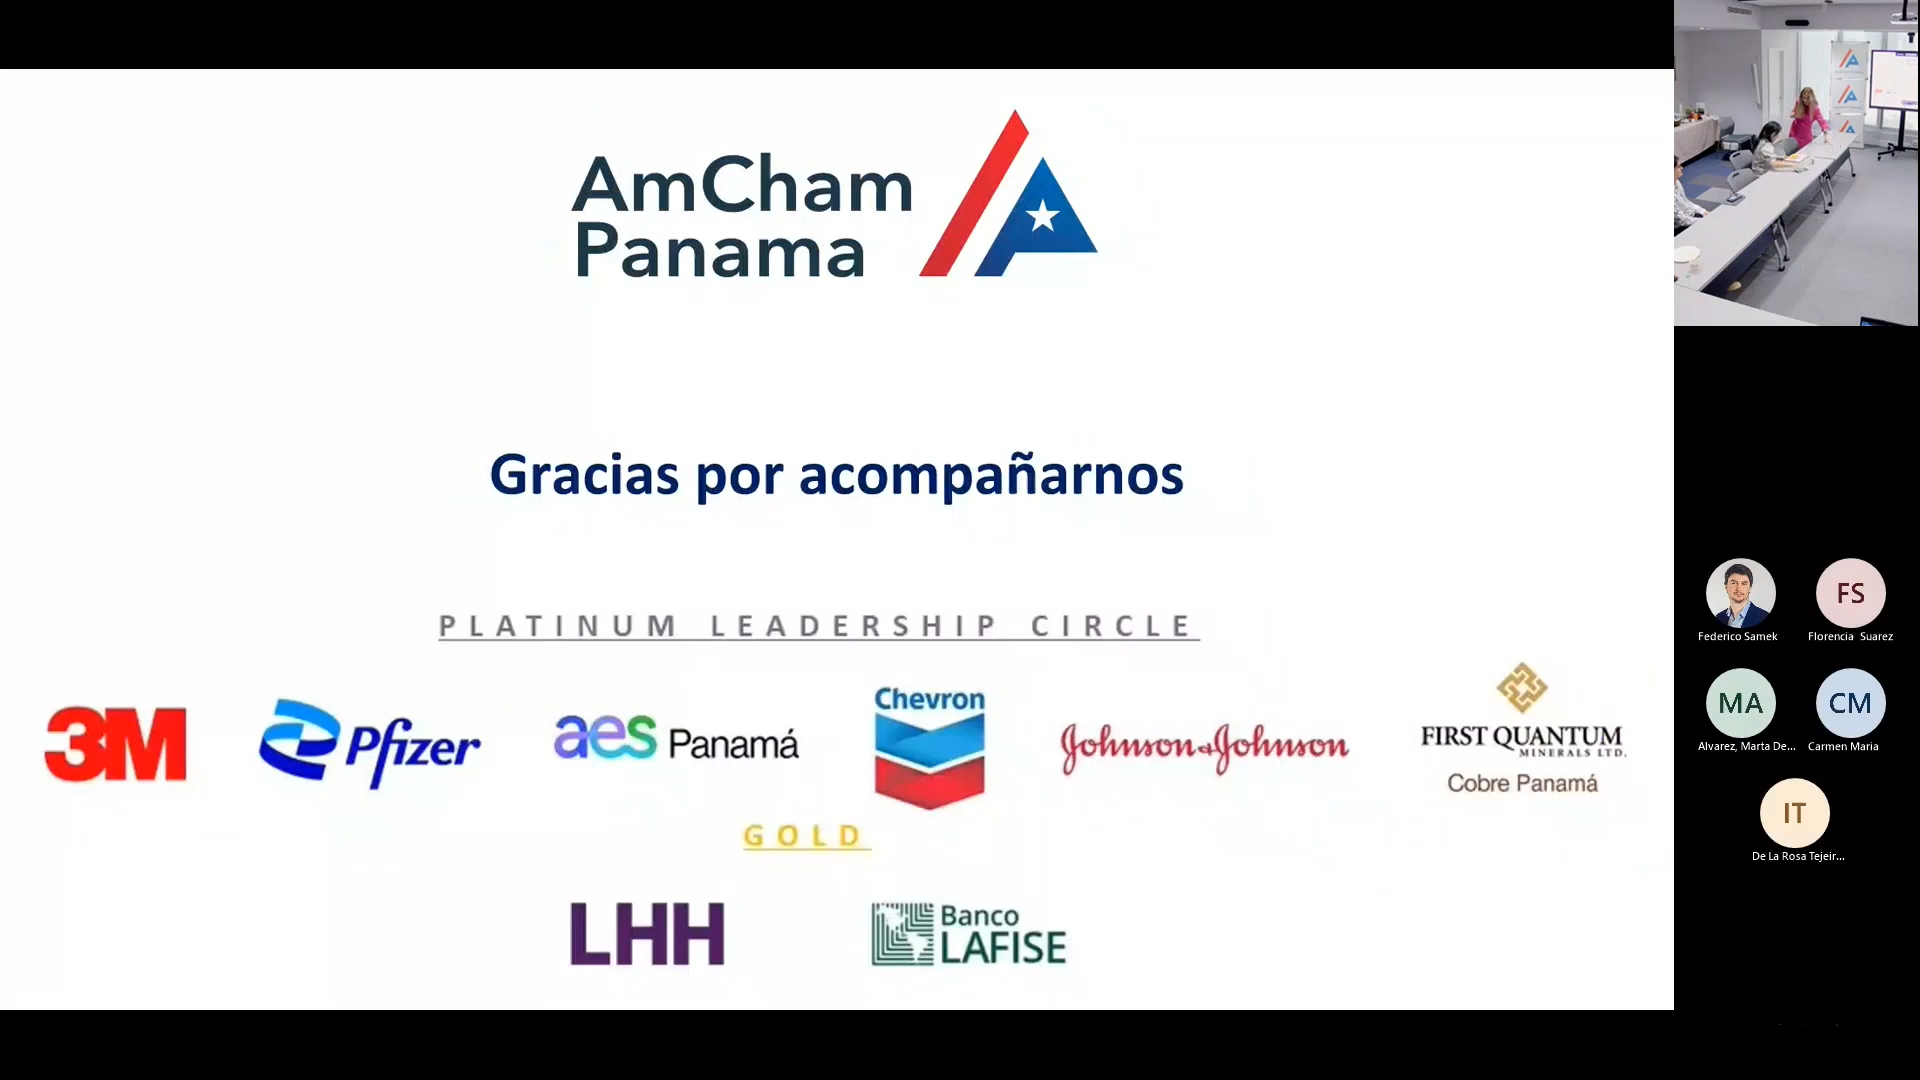 AmCham
Panama
Gracias por acompañarnos
PLATINUM LEADERSHIP CIRCLE
3M
Pfizer
aes Panamá
Chevron
Johnson & Johnson
FIRST QUANTUM
MINERALS LTD.
Cobre Panamá
GOLD
LHH
Banco
LAFISE
Federico Samek
FS
Florencia Suarez
MA
Alvarez, Marta De...
CM
Carmen Maria
IT
De La Rosa Tejeir...